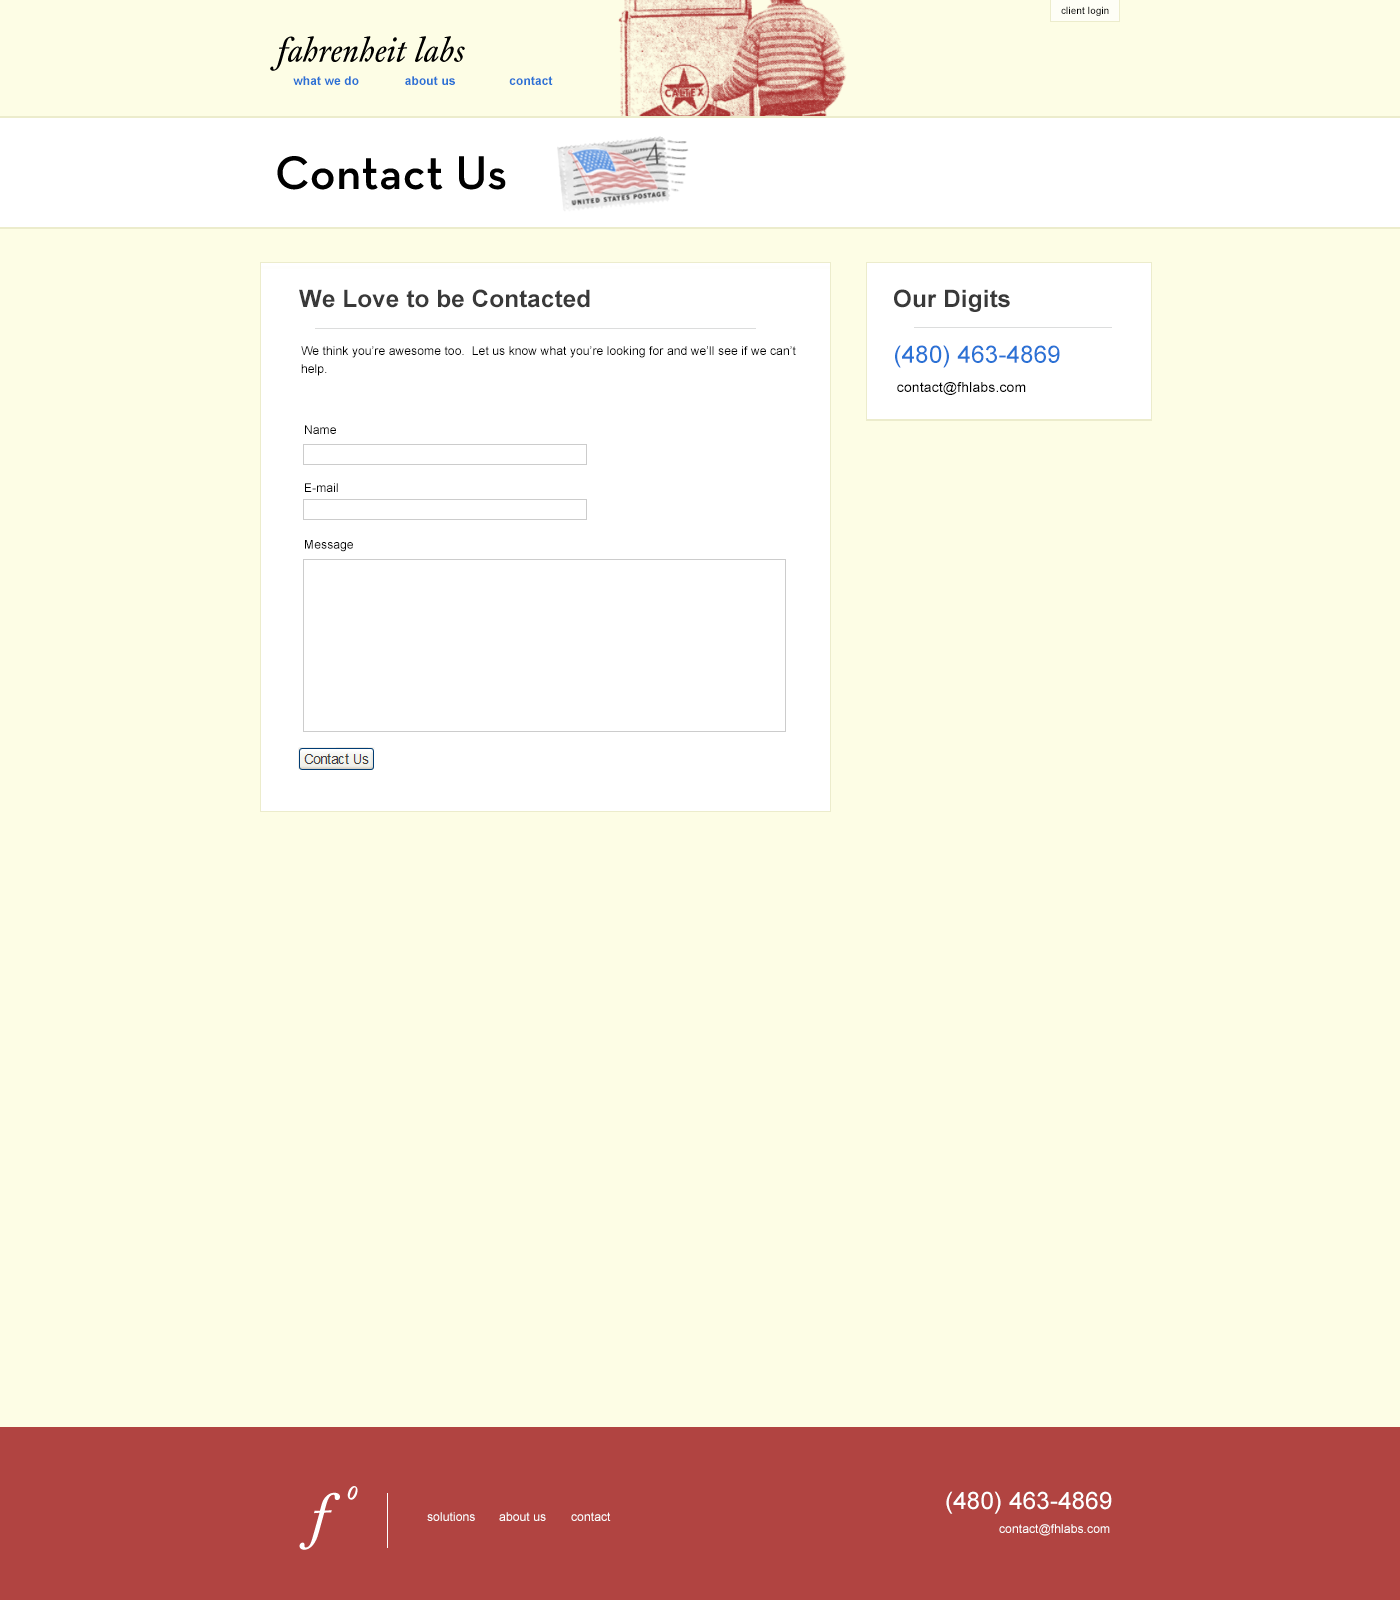 client login
fahrenheit labs
what we do about us contact
CALTEX
Contact Us
4
UNITED STATES POSTAGE
We Love to be Contacted
We think you're awesome too.  Let us know what you're looking for and we'll see if we can't
help.
Name
E-mail
Message
Contact Us
Our Digits
(480) 463-4869
contact@fhlabs.com
f o
solutions about us contact
(480) 463-4869
contact@fhlabs.com